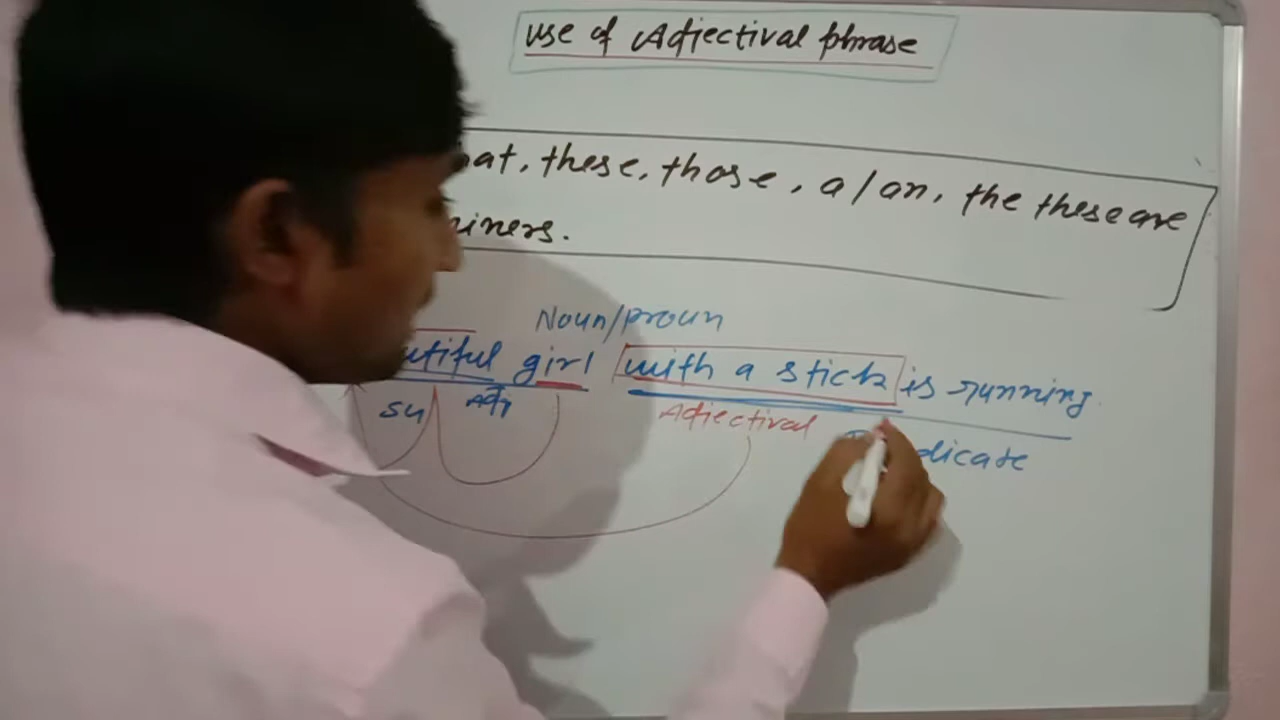 use of Adjectival phrase
at, these, those, a/an, the these are
iners.
Noun/proun
utiful girl with a stick is running
su Adj Adjectival dicate